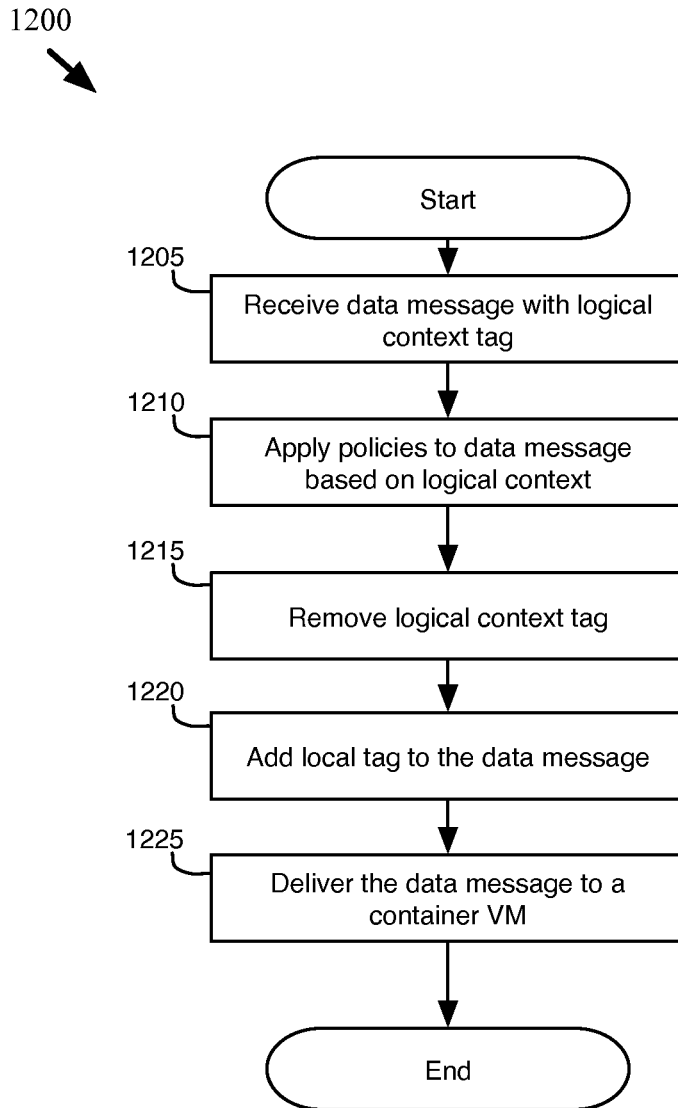 1200
Start
1205
Receive data message with logical
context tag
1210
Apply policies to data message
based on logical context
1215
Remove logical context tag
1220
Add local tag to the data message
1225
Deliver the data message to a
container VM
End